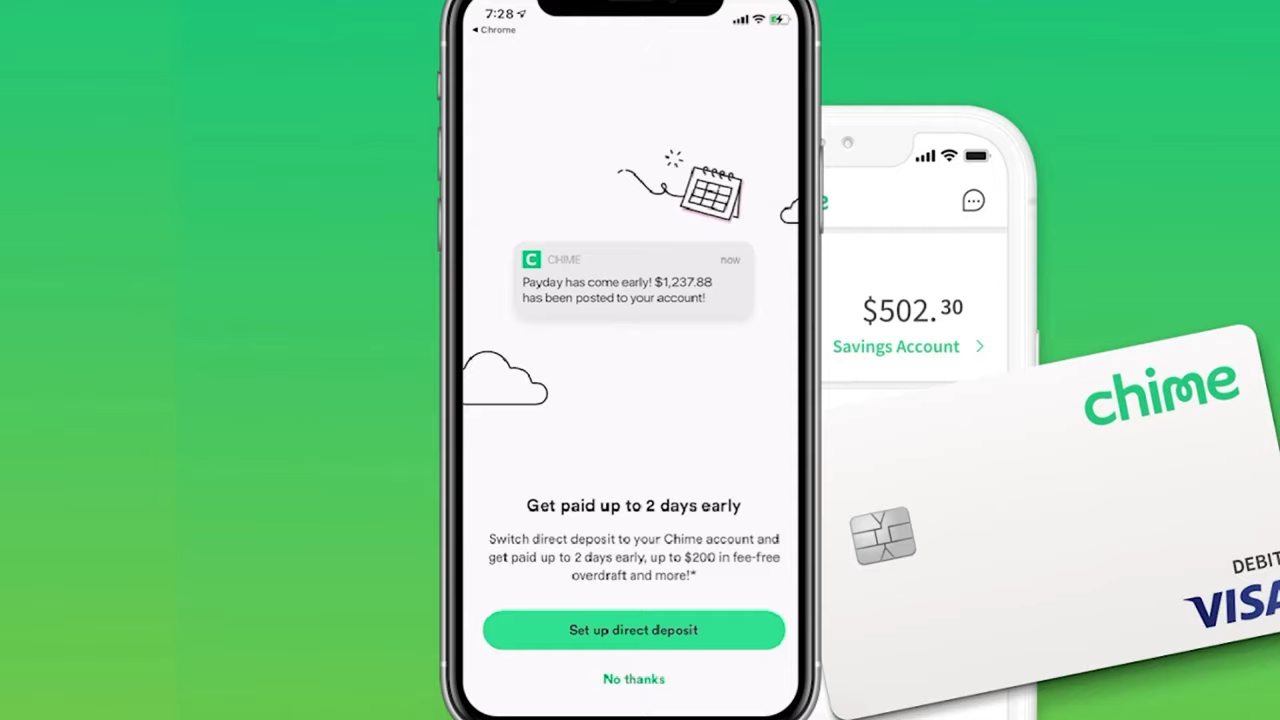 7:28
Chrome
C CHIME now
Payday has come early! $1,237.88
has been posted to your account!
Get paid up to 2 days early
Switch direct deposit to your Chime account and
get paid up to 2 days early, up to $200 in fee-free
overdraft and more!*
Set up direct deposit
No thanks
e
$502.30
Savings Account
chime
DEBIT
VISA